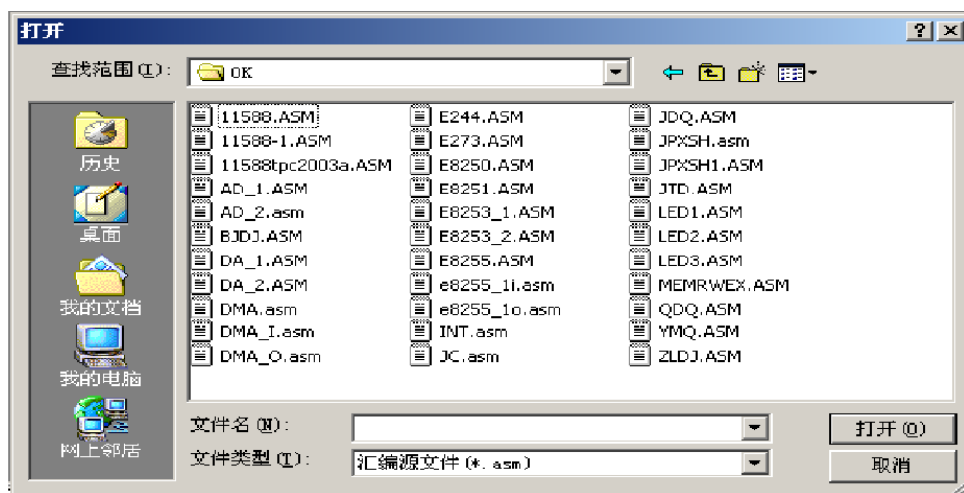 打开
查找范围(I):
OK
历史
桌面
我的文档
我的电脑
网上邻居
11588.ASM
11588-1.ASM
11588tpc2003a.ASM
AD_1.ASM
AD_2.asm
BJDJ.ASM
DA_1.ASM
DA_2.ASM
DMA.asm
DMA_I.asm
DMA_O.asm
E244.ASM
E273.ASM
E8250.ASM
E8251.ASM
E8253_1.ASM
E8253_2.ASM
E8255.ASM
e8255_1i.asm
e8255_1o.asm
INT.asm
JC.asm
JDQ.ASM
JPXSH.asm
JPXSH1.ASM
JTD.ASM
LED1.ASM
LED2.ASM
LED3.ASM
MEMRWEX.ASM
QDQ.ASM
YMQ.ASM
ZLDJ.ASM
文件名(N):
打开(O)
文件类型(T):
汇编源文件(*.asm)
取消